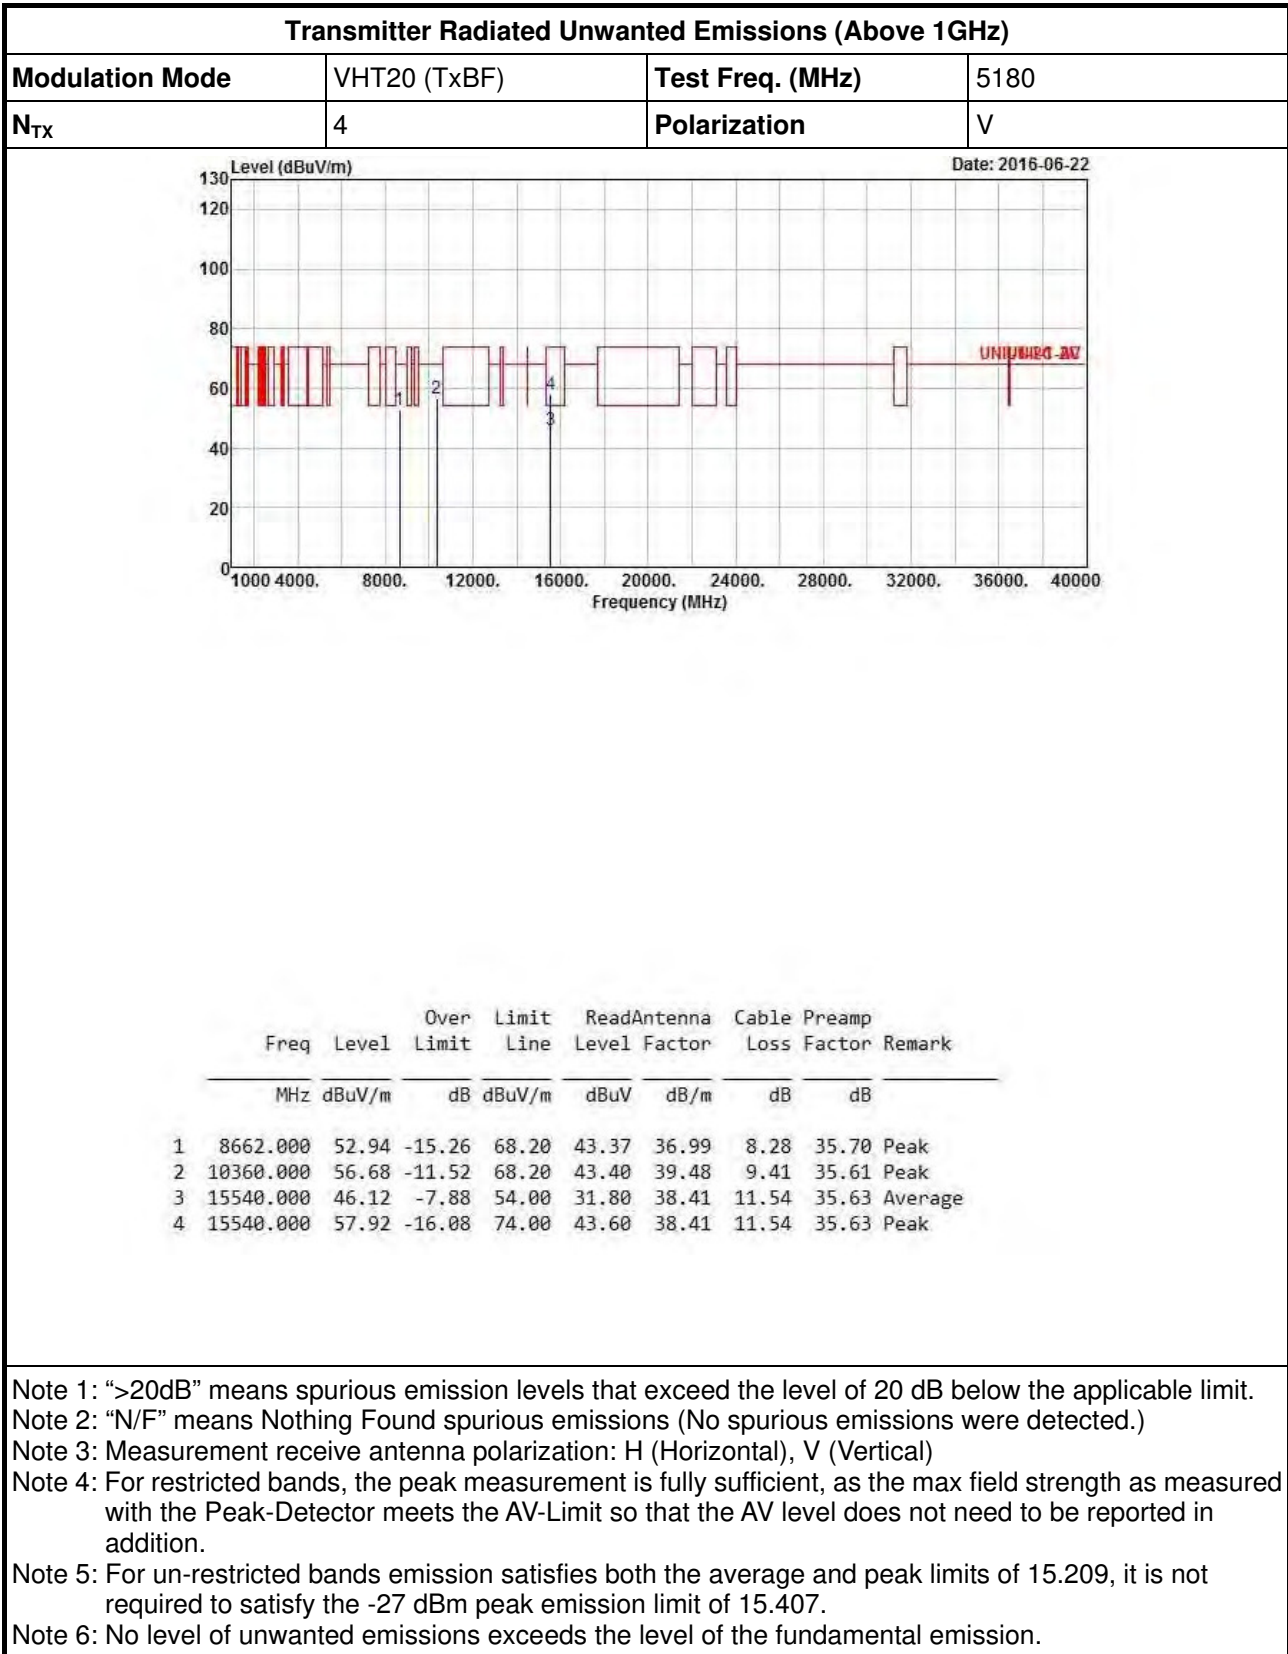 Transmitter Radiated Unwanted Emissions (Above 1GHz)
Modulation Mode VHT20 (TxBF) Test Freq. (MHz) 5180
NTX 4 Polarization V
Level (dBuV/m) Date: 2016-06-22
130
120
100
80
60
40
20
0
1 2 4 3
1000 4000. 8000. 12000. 16000. 20000. 24000. 28000. 32000. 36000. 40000
Frequency (MHz)
Over Limit ReadAntenna Cable Preamp
Freq Level Limit Line Level Factor Loss Factor Remark
MHz dBuV/m dB dBuV/m dBuV dB/m dB dB
1 8662.000 52.94 -15.26 68.20 43.37 36.99 8.28 35.70 Peak
2 10360.000 56.68 -11.52 68.20 43.40 39.48 9.41 35.61 Peak
3 15540.000 46.12 -7.88 54.00 31.80 38.41 11.54 35.63 Average
4 15540.000 57.92 -16.08 74.00 43.60 38.41 11.54 35.63 Peak
Note 1: “>20dB” means spurious emission levels that exceed the level of 20 dB below the applicable limit.
Note 2: “N/F” means Nothing Found spurious emissions (No spurious emissions were detected.)
Note 3: Measurement receive antenna polarization: H (Horizontal), V (Vertical)
Note 4: For restricted bands, the peak measurement is fully sufficient, as the max field strength as measured
with the Peak-Detector meets the AV-Limit so that the AV level does not need to be reported in
addition.
Note 5: For un-restricted bands emission satisfies both the average and peak limits of 15.209, it is not
required to satisfy the -27 dBm peak emission limit of 15.407.
Note 6: No level of unwanted emissions exceeds the level of the fundamental emission.